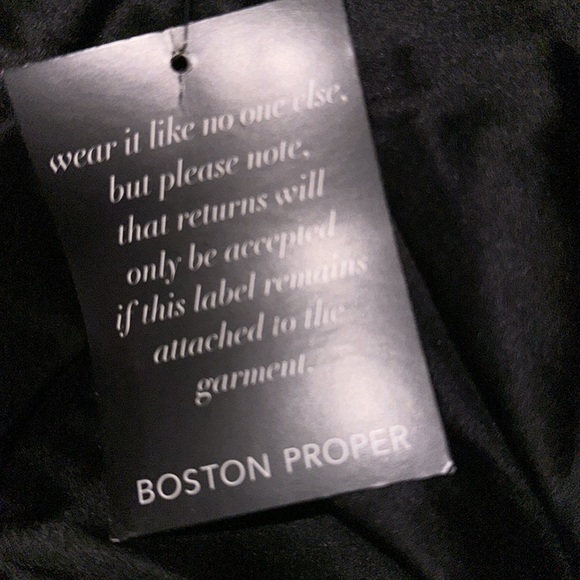 wear it like no one else,
but please note,
that returns will
only be accepted
if this label remains
attached to the
garment.
BOSTON PROPER